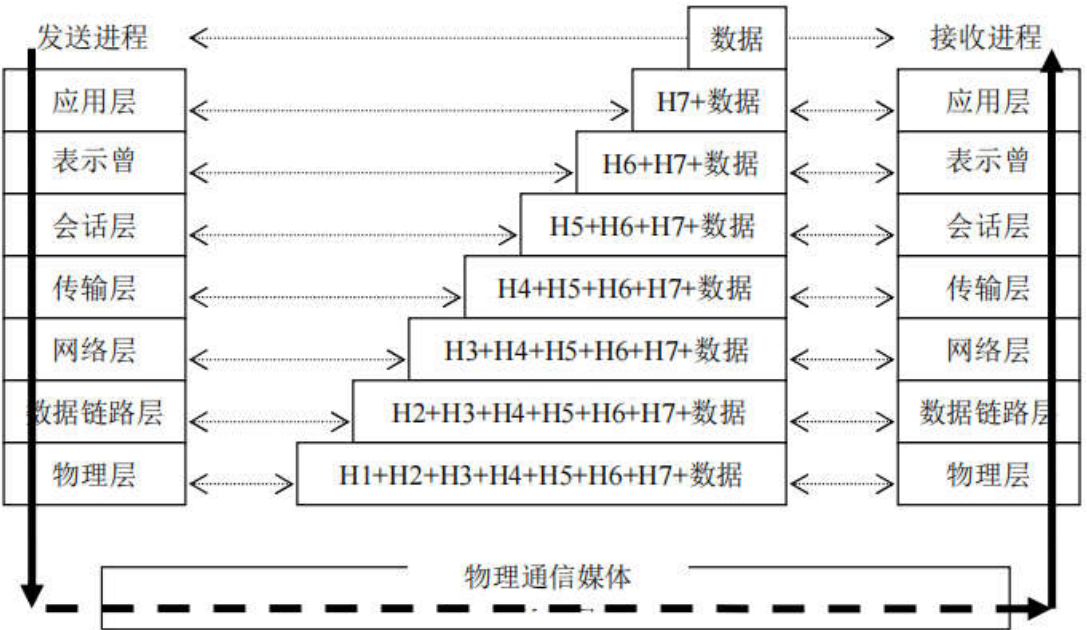 发送进程 数据 接收进程
应用层 H7+数据 应用层
表示曾 H6+H7+数据 表示曾
会话层 H5+H6+H7+数据 会话层
传输层 H4+H5+H6+H7+数据 传输层
网络层 H3+H4+H5+H6+H7+数据 网络层
数据链路层 H2+H3+H4+H5+H6+H7+数据 数据链路层
物理层 H1+H2+H3+H4+H5+H6+H7+数据 物理层
物理通信媒体